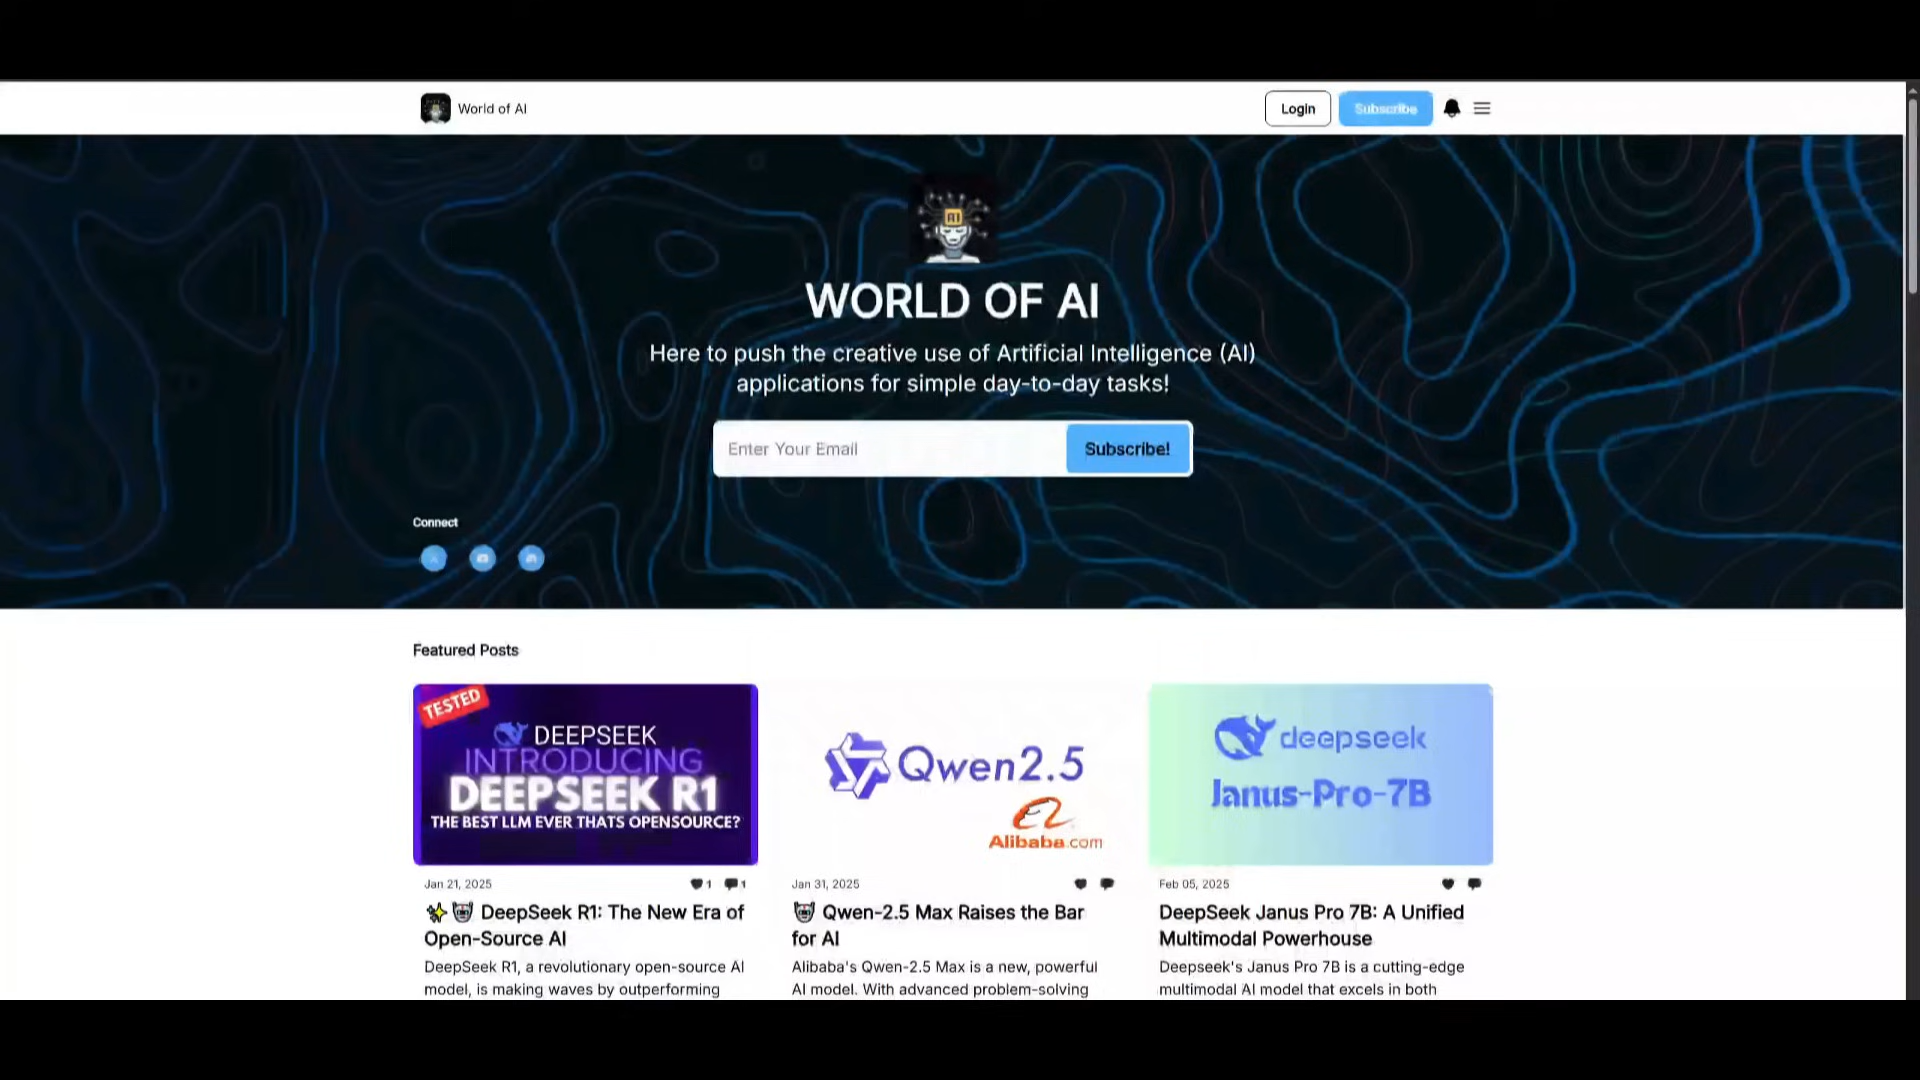 World of AI
Login
Subscribe
R1
WORLD OF AI
Here to push the creative use of Artificial Intelligence (AI)
applications for simple day-to-day tasks!
Enter Your Email
Subscribe!
Connect
Featured Posts
TESTED
DEEPSEEK
INTRODUCING
DEEPSEEK R1
THE BEST LLM EVER THATS OPENSOURCE?
Jan 21, 2025
1
1
✨🤖 DeepSeek R1: The New Era of
Open-Source AI
DeepSeek R1, a revolutionary open-source AI
model, is making waves by outperforming
Qwen2.5
Alibaba.com
Jan 31, 2025
🤖 Qwen-2.5 Max Raises the Bar
for AI
Alibaba's Qwen-2.5 Max is a new, powerful
AI model. With advanced problem-solving
deepseek
Janus-Pro-7B
Feb 05, 2025
DeepSeek Janus Pro 7B: A Unified
Multimodal Powerhouse
Deepseek's Janus Pro 7B is a cutting-edge
multimodal AI model that excels in both